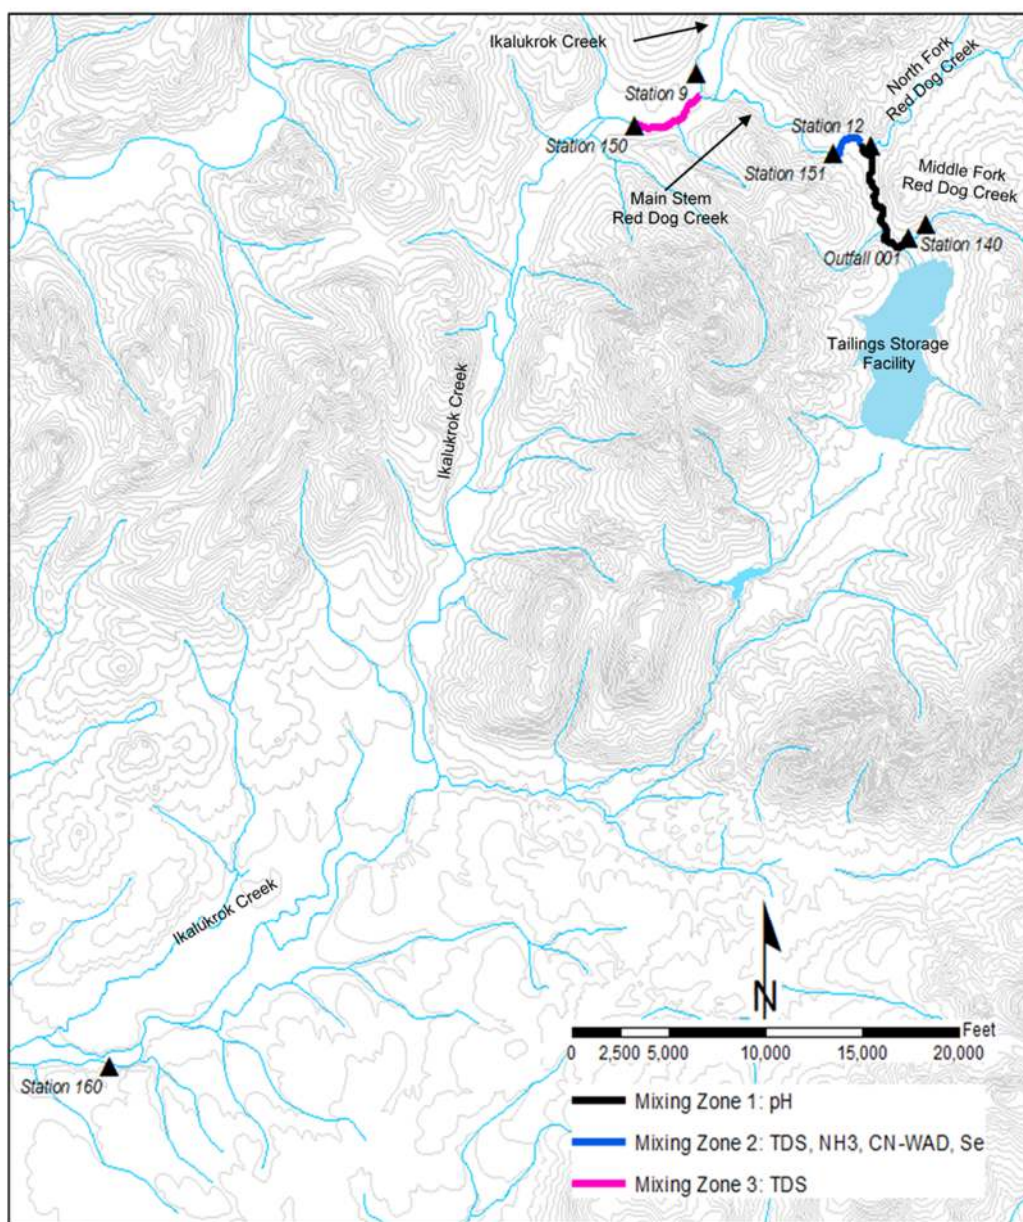 Ikalukrok Creek
North Fork
Red Dog Creek
Station 9
Station 12
Station 150
Station 151
Middle Fork
Red Dog Creek
Main Stem
Red Dog Creek
Station 140
Outfall 001
Tailings Storage
Facility
Ikalukrok Creek
Ikalukrok Creek
N
Feet
0 2,500 5,000 10,000 15,000 20,000
Station 160
Mixing Zone 1: pH
Mixing Zone 2: TDS, NH3, CN-WAD, Se
Mixing Zone 3: TDS